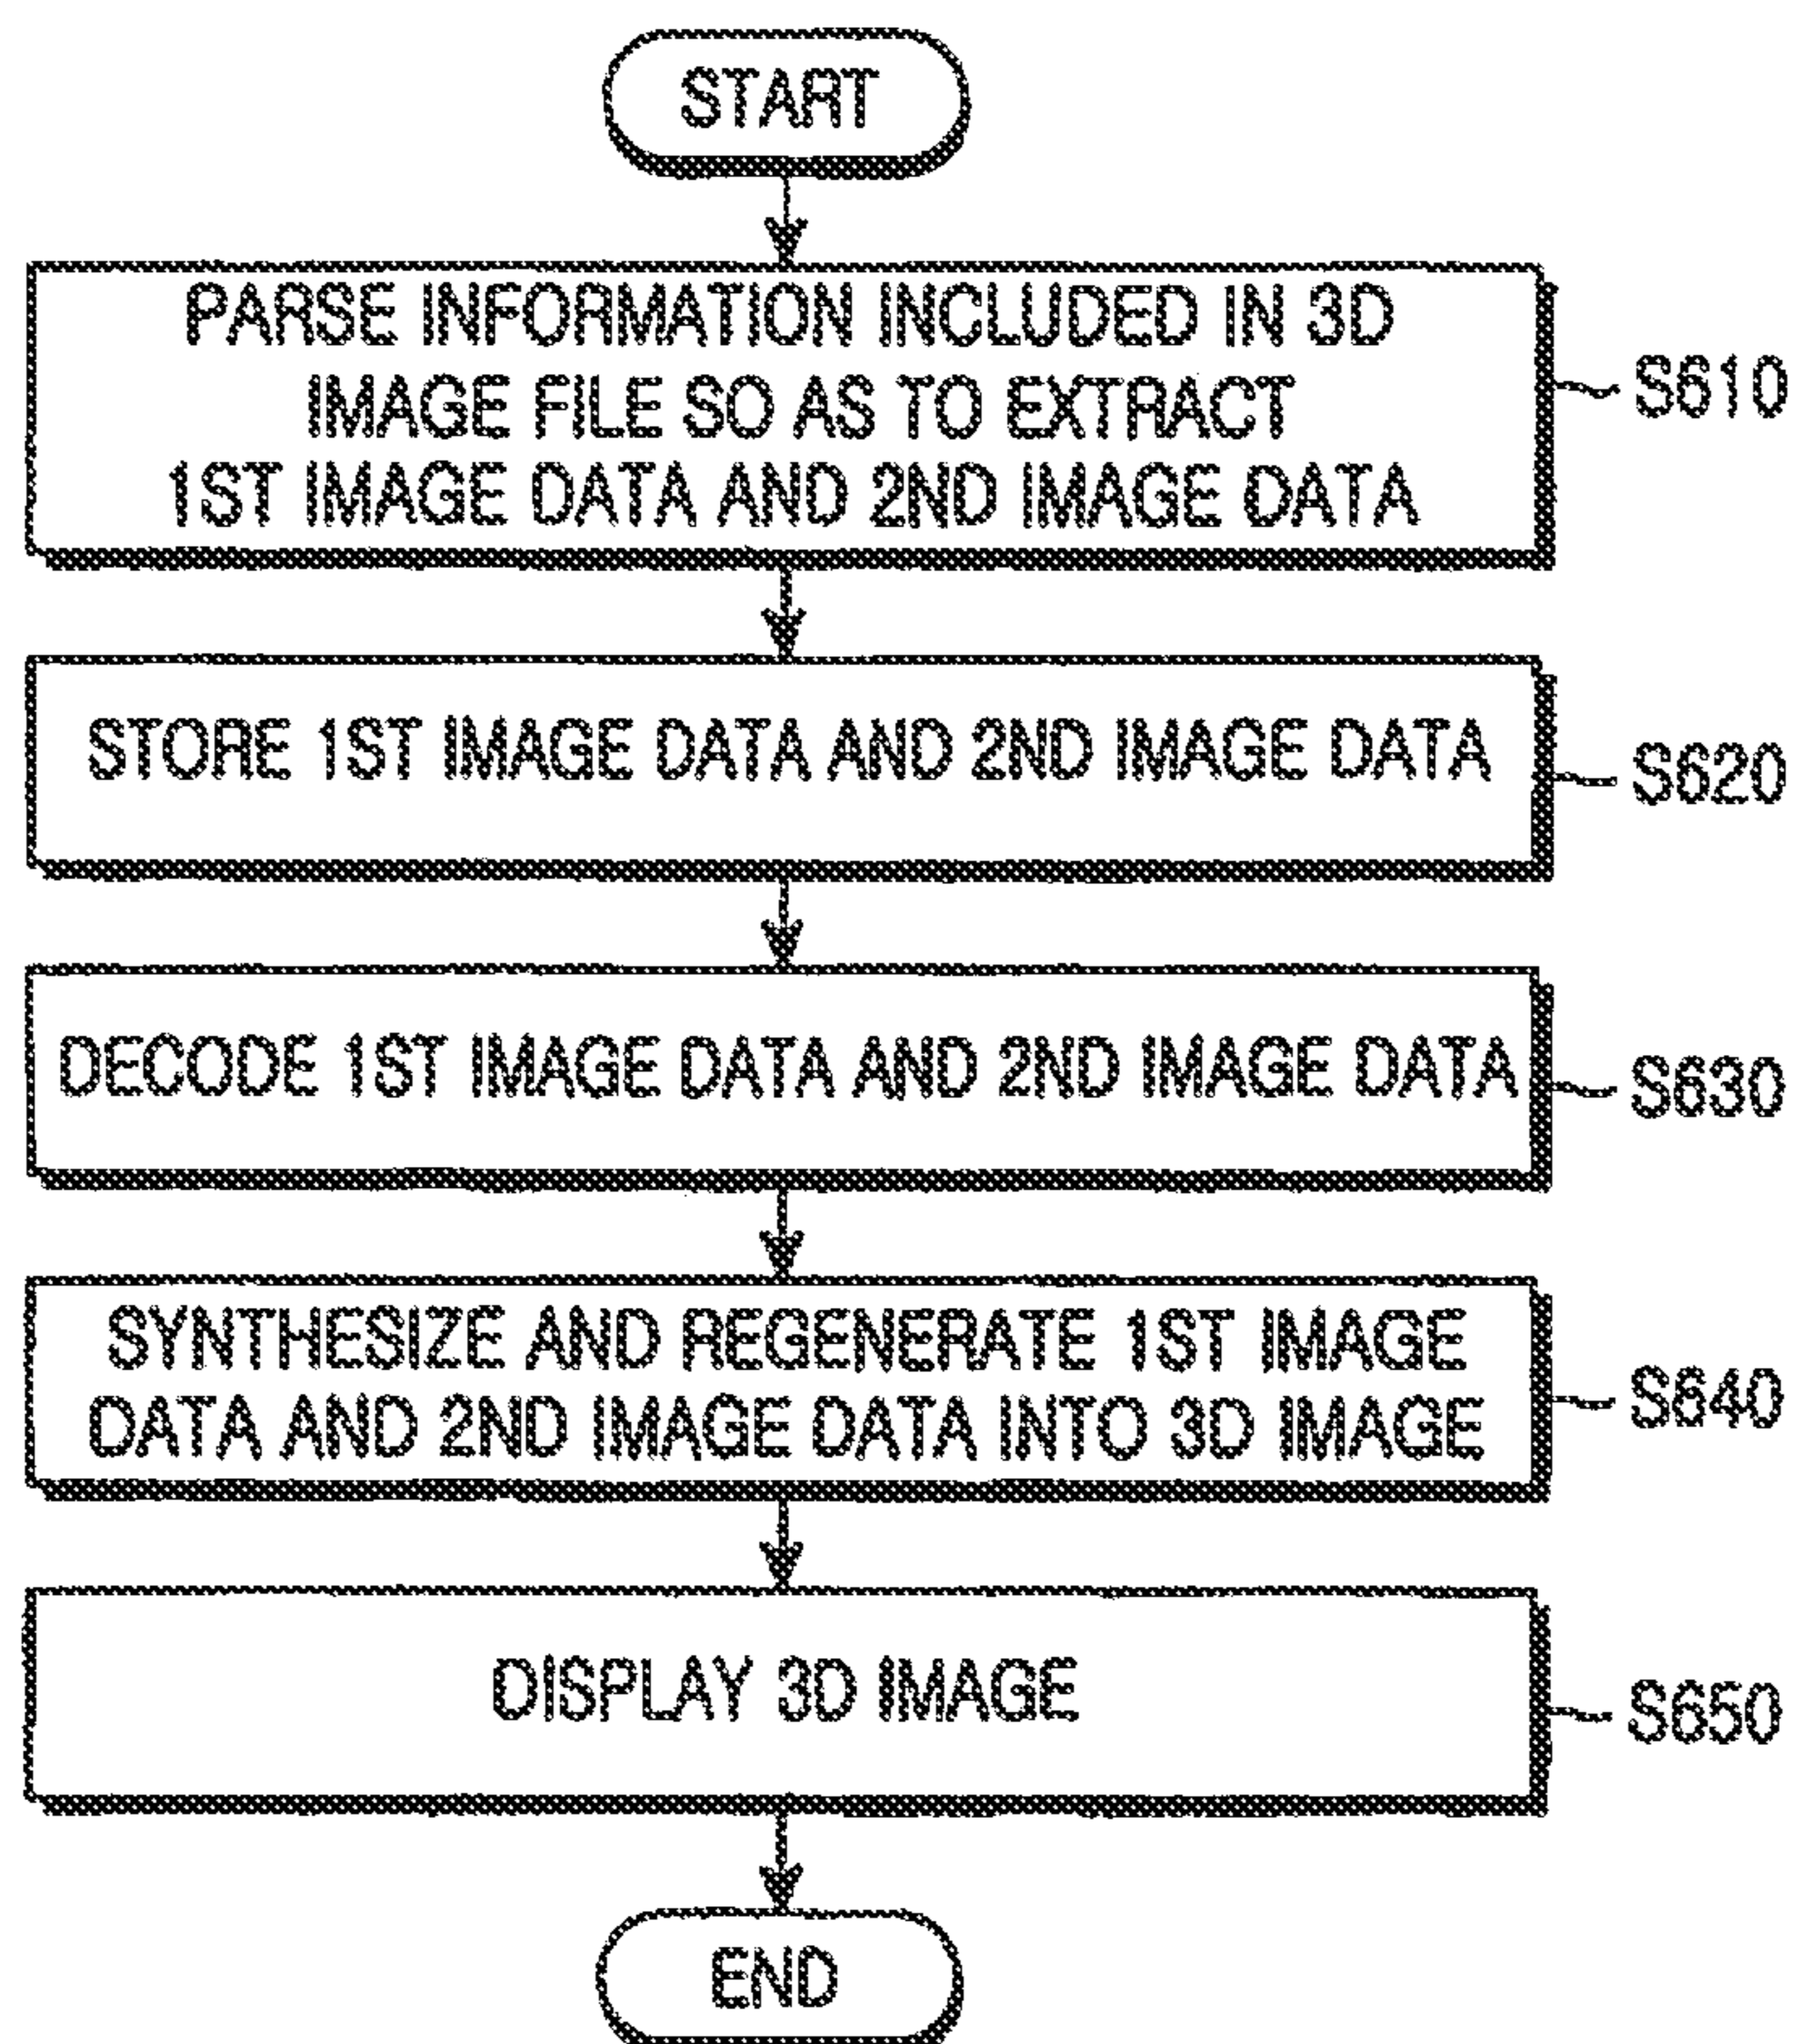 START
PARSE INFORMATION INCLUDED IN 3D
IMAGE FILE SO AS TO EXTRACT
1ST IMAGE DATA AND 2ND IMAGE DATA
S610
STORE 1ST IMAGE DATA AND 2ND IMAGE DATA
S620
DECODE 1ST IMAGE DATA AND 2ND IMAGE DATA
S630
SYNTHESIZE AND REGENERATE 1ST IMAGE
DATA AND 2ND IMAGE DATA INTO 3D IMAGE
S640
DISPLAY 3D IMAGE
S650
END